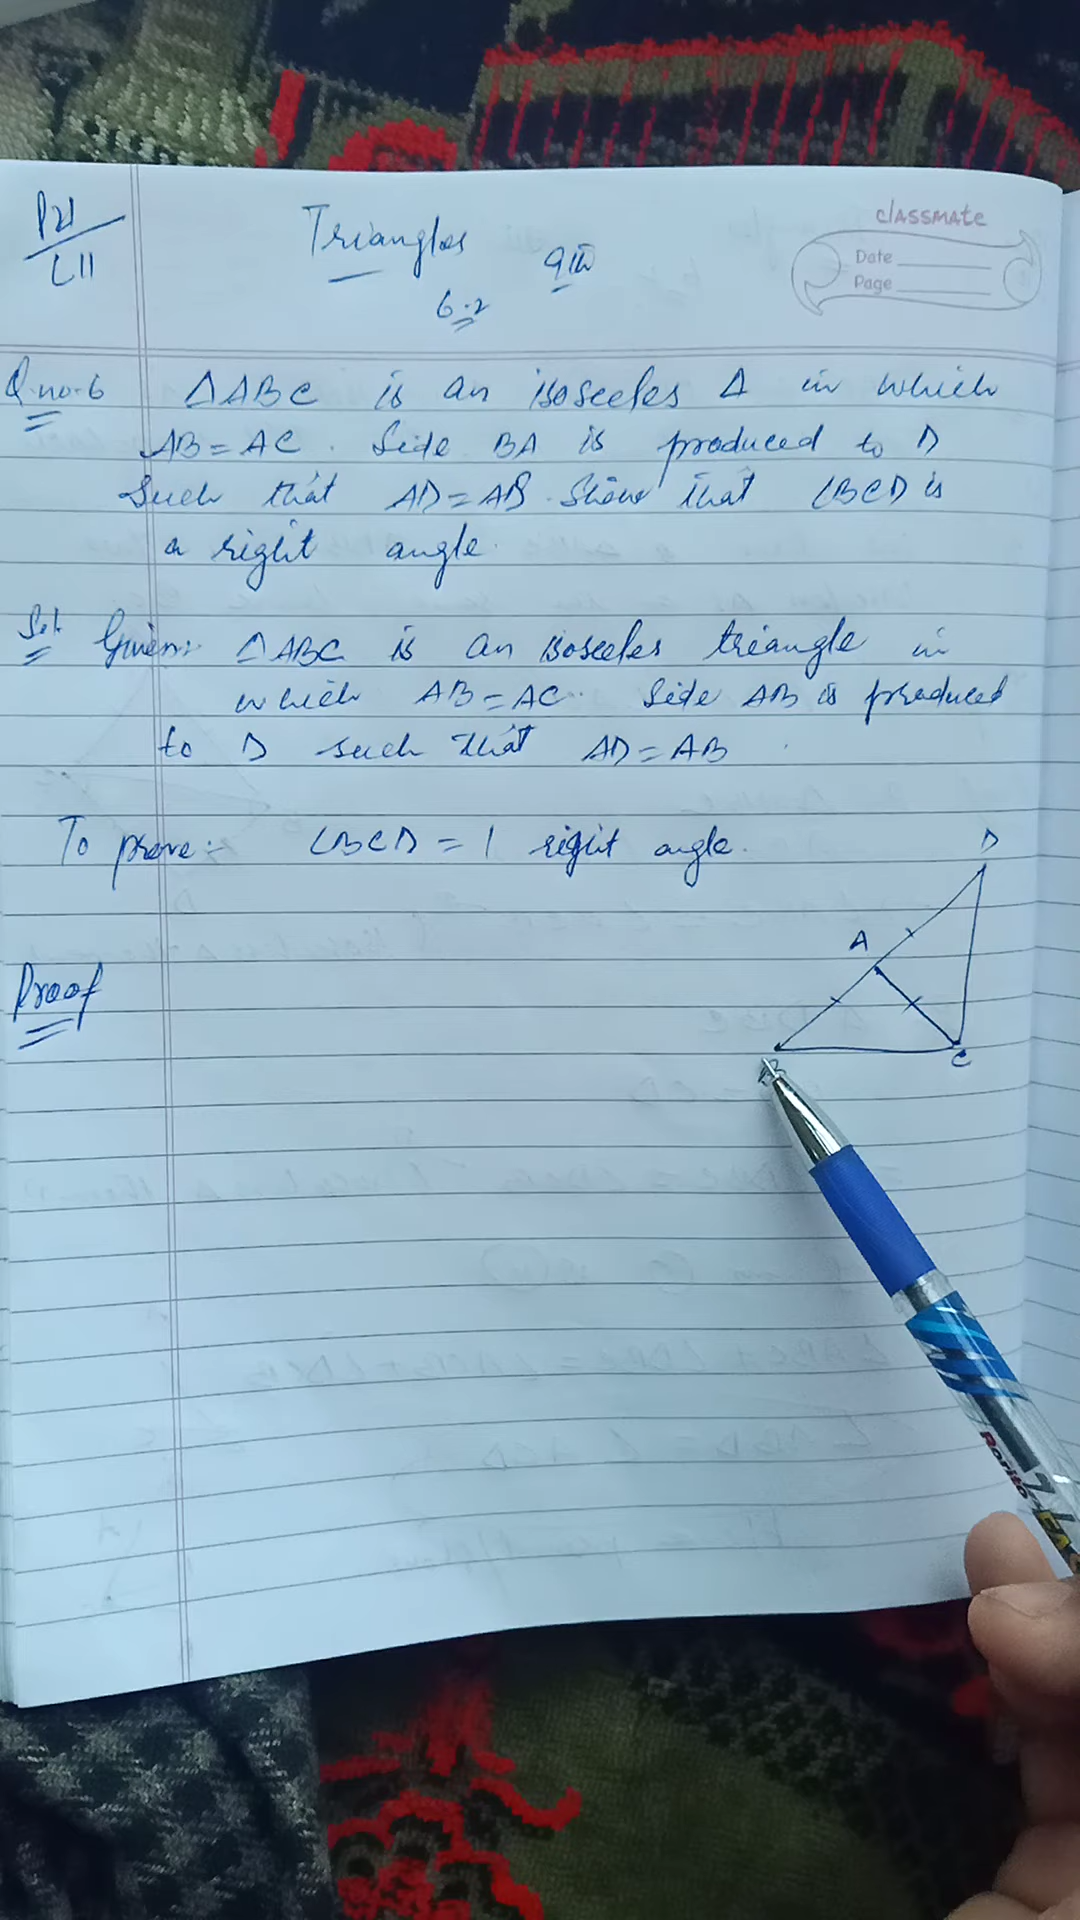 P21
L11
Triangles 9th
6.2
classmate
Date
Page
Q.no.6 ΔABC is an isosceles Δ in which
AB = AC. Side BA is produced to D
Such that AD = AB. Show that ∠BCD is
a right angle.
Sol. Given:- ΔABC is an isosceles triangle in
which AB = AC. Side AB is produced
to D such that AD = AB
To prove:- ∠BCD = 1 right angle.
D
A
Proof
B C